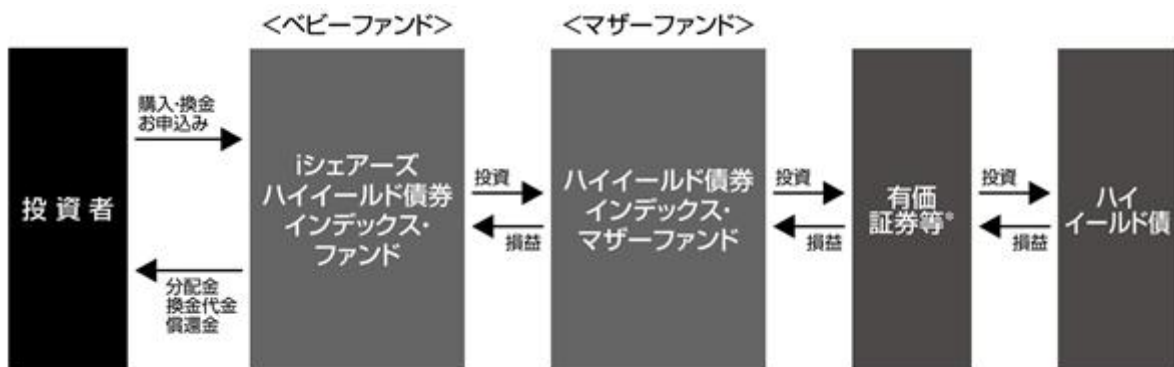 <ベビーファンド>
<マザーファンド>
投資者
購入・換金
お申込み
分配金
換金代金
償還金
iシェアーズ
ハイイールド債券
インデックス・
ファンド
投資
損益
ハイイールド債券
インデックス・
マザーファンド
投資
損益
有価
証券等*
投資
損益
ハイ
イールド債